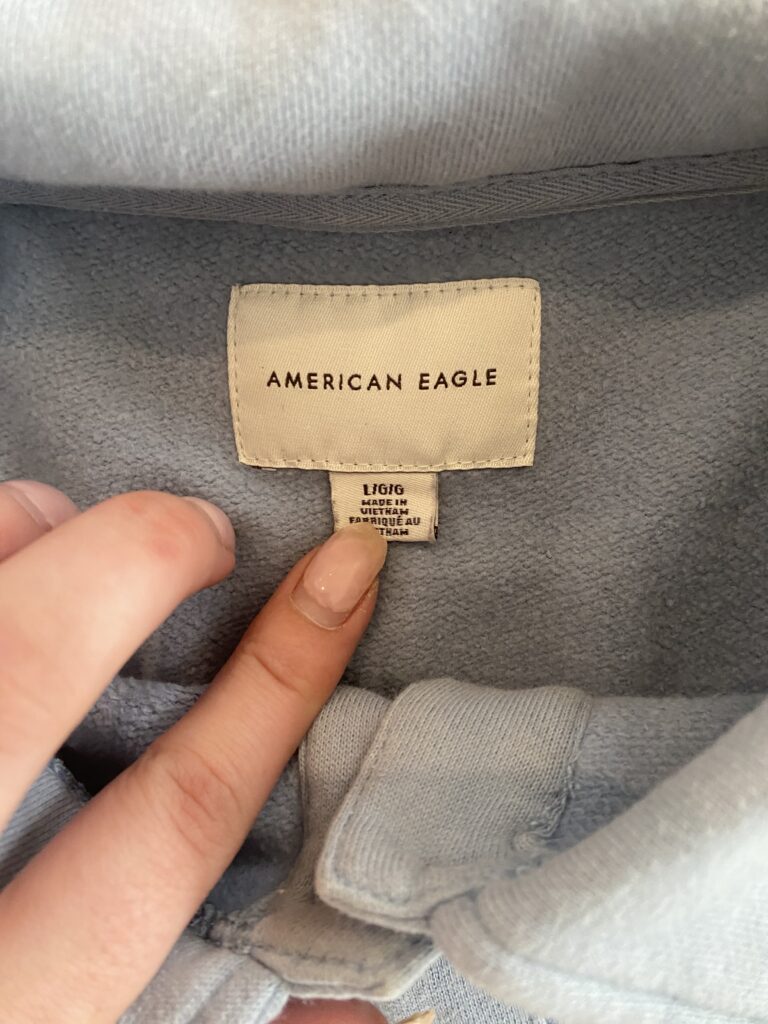 AMERICAN EAGLE
L/G/G
MADE IN
VIETNAM
FABRIQUÉ AU